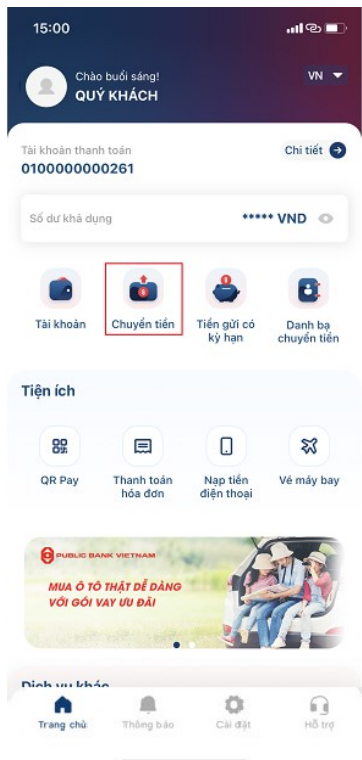 15:00
Chào buổi sáng!
VN
QUÝ KHÁCH
Tài khoản thanh toán
Chi tiết
0100000000261
Số dư khả dụng
***** VND
Tài khoản
Chuyển tiền
Tiền gửi có
kỳ hạn
Danh bạ
chuyển tiền
Tiện ích
QR Pay
Thanh toán
hóa đơn
Nạp tiền
điện thoại
Vé máy bay
PUBLIC BANK VIETNAM
MUA Ô TÔ THẬT DỄ DÀNG
VỚI GÓI VAY ƯU ĐÃI
Dịch vụ khác
Trang chủ
Thông báo
Cài đặt
Hỗ trợ